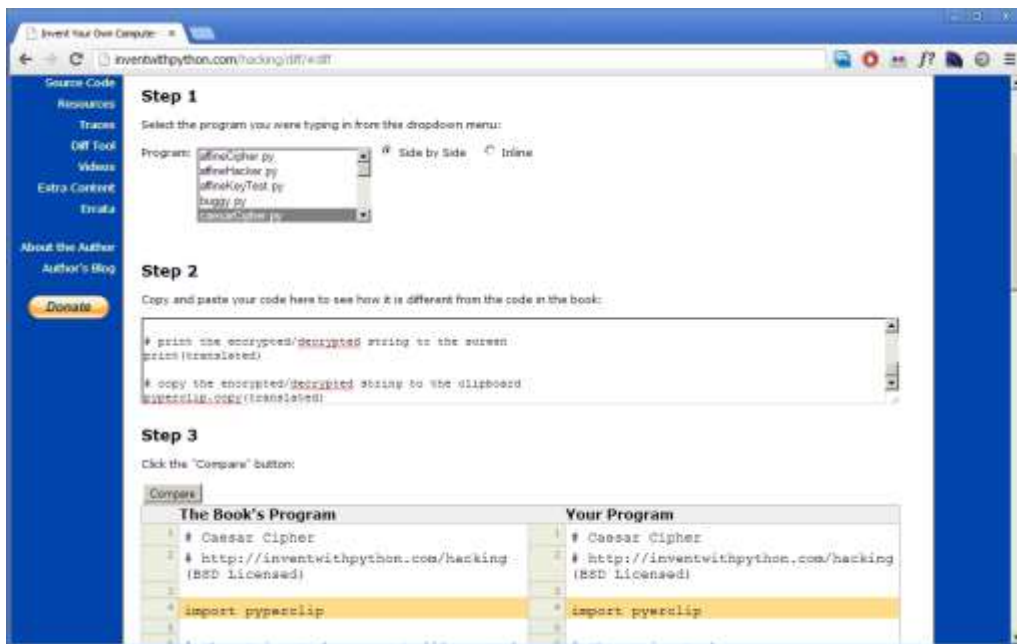 Invent Your Own Computer
inventwithpython.com/hacking/diff/#diff
Source Code
Resources
Traces
Diff Tool
Videos
Extra Content
Errata
About the Author
Author's Blog
Donate
Step 1
Select the program you were typing in from this dropdown menu:
Program:
affineCipher.py
affineHacker.py
affineKeyTest.py
buggy.py
caesarCipher.py
Side by Side
Inline
Step 2
Copy and paste your code here to see how it is different from the code in the book:
# print the encrypted/decrypted string to the screen
print(translated)
# copy the encrypted/decrypted string to the clipboard
pyperclip.copy(translated)
Step 3
Click the "Compare" button:
Compare
The Book's Program Your Program
1 # Caesar Cipher 1 # Caesar Cipher
2 # http://inventwithpython.com/hacking 2 # http://inventwithpython.com/hacking
(BSD Licensed) (BSD Licensed)
3 3
4 import pyperclip 4 import pyerclip
5 5